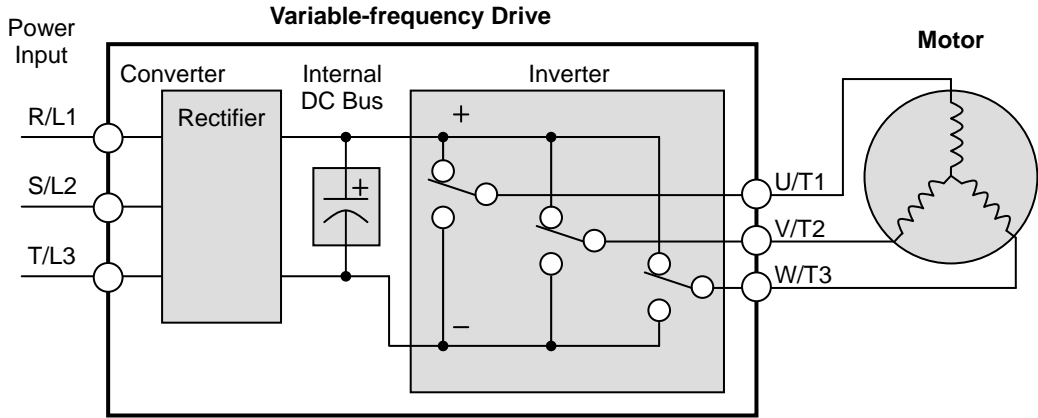 Variable-frequency Drive
Power
Input
Motor
Converter
Internal
DC Bus
Inverter
Rectifier
R/L1
S/L2
T/L3
+
+
−
U/T1
V/T2
W/T3